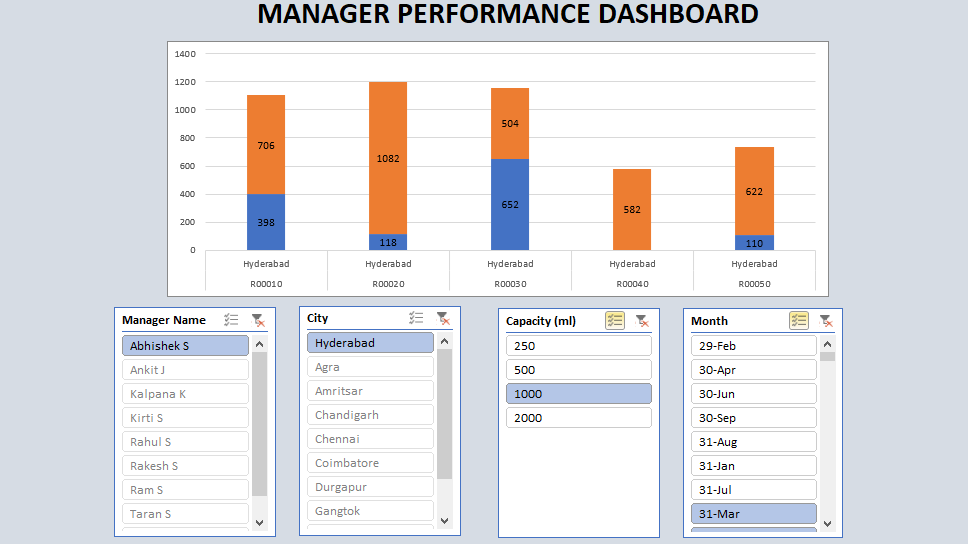 MANAGER PERFORMANCE DASHBOARD
1400
1200
1000
800
600
400
200
0
706
398
1082
118
504
652
582
622
110
Hyderabad Hyderabad Hyderabad Hyderabad Hyderabad
R00010 R00020 R00030 R00040 R00050
Manager Name
Abhishek S
Ankit J
Kalpana K
Kirti S
Rahul S
Rakesh S
Ram S
Taran S
City
Hyderabad
Agra
Amritsar
Chandigarh
Chennai
Coimbatore
Durgapur
Gangtok
Capacity (ml)
250
500
1000
2000
Month
29-Feb
30-Apr
30-Jun
30-Sep
31-Aug
31-Jan
31-Jul
31-Mar